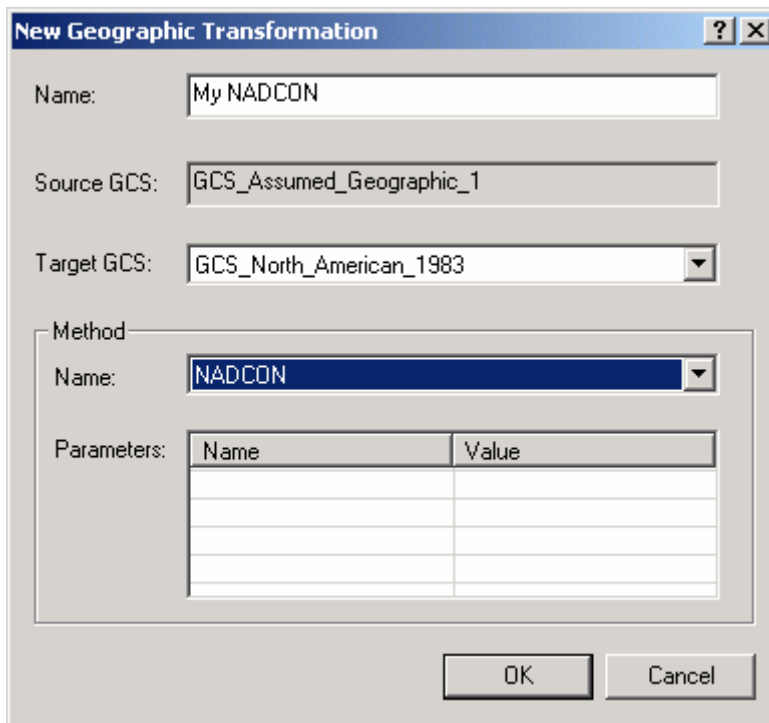 New Geographic Transformation
Name: My NADCON
Source GCS: GCS_Assumed_Geographic_1
Target GCS: GCS_North_American_1983
Method
Name: NADCON
Parameters: Name Value
OK Cancel